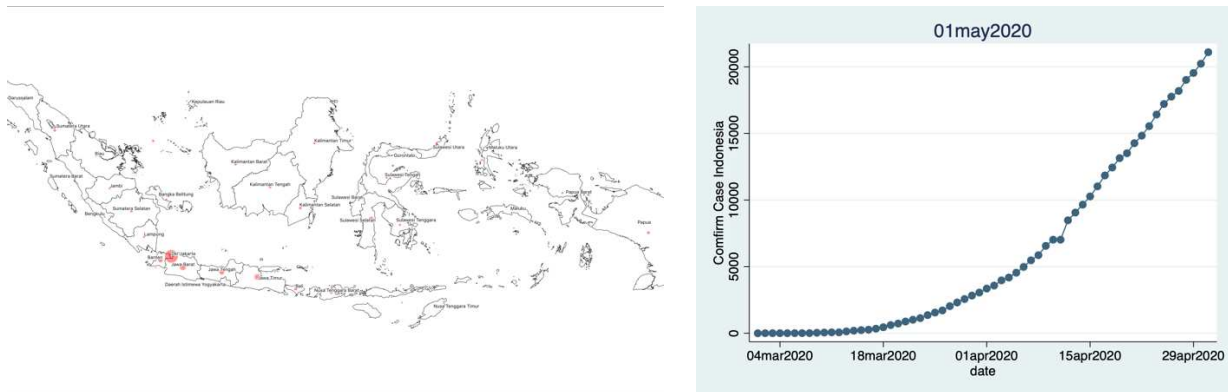 Darussalam
Sumatera Utara
Riau
Kepulauan Riau
Sumatera Barat
Jambi
Bengkulu
Sumatera Selatan
Bangka Belitung
Lampung
Kalimantan Barat
Kalimantan Tengah
Kalimantan Timur
Kalimantan Selatan
Sulawesi Utara
Gorontalo
Sulawesi Tengah
Sulawesi Barat
Sulawesi Selatan
Sulawesi Tenggara
Maluku Utara
Maluku
Papua Barat
Papua
Banten
DKI Jakarta
Jawa Barat
Jawa Tengah
Daerah Istimewa Yogyakarta
Jawa Timur
Bali
Nusa Tenggara Barat
Nusa Tenggara Timur
01may2020
Comfirm Case Indonesia
20000
15000
10000
5000
0
04mar2020 18mar2020 01apr2020 15apr2020 29apr2020
date